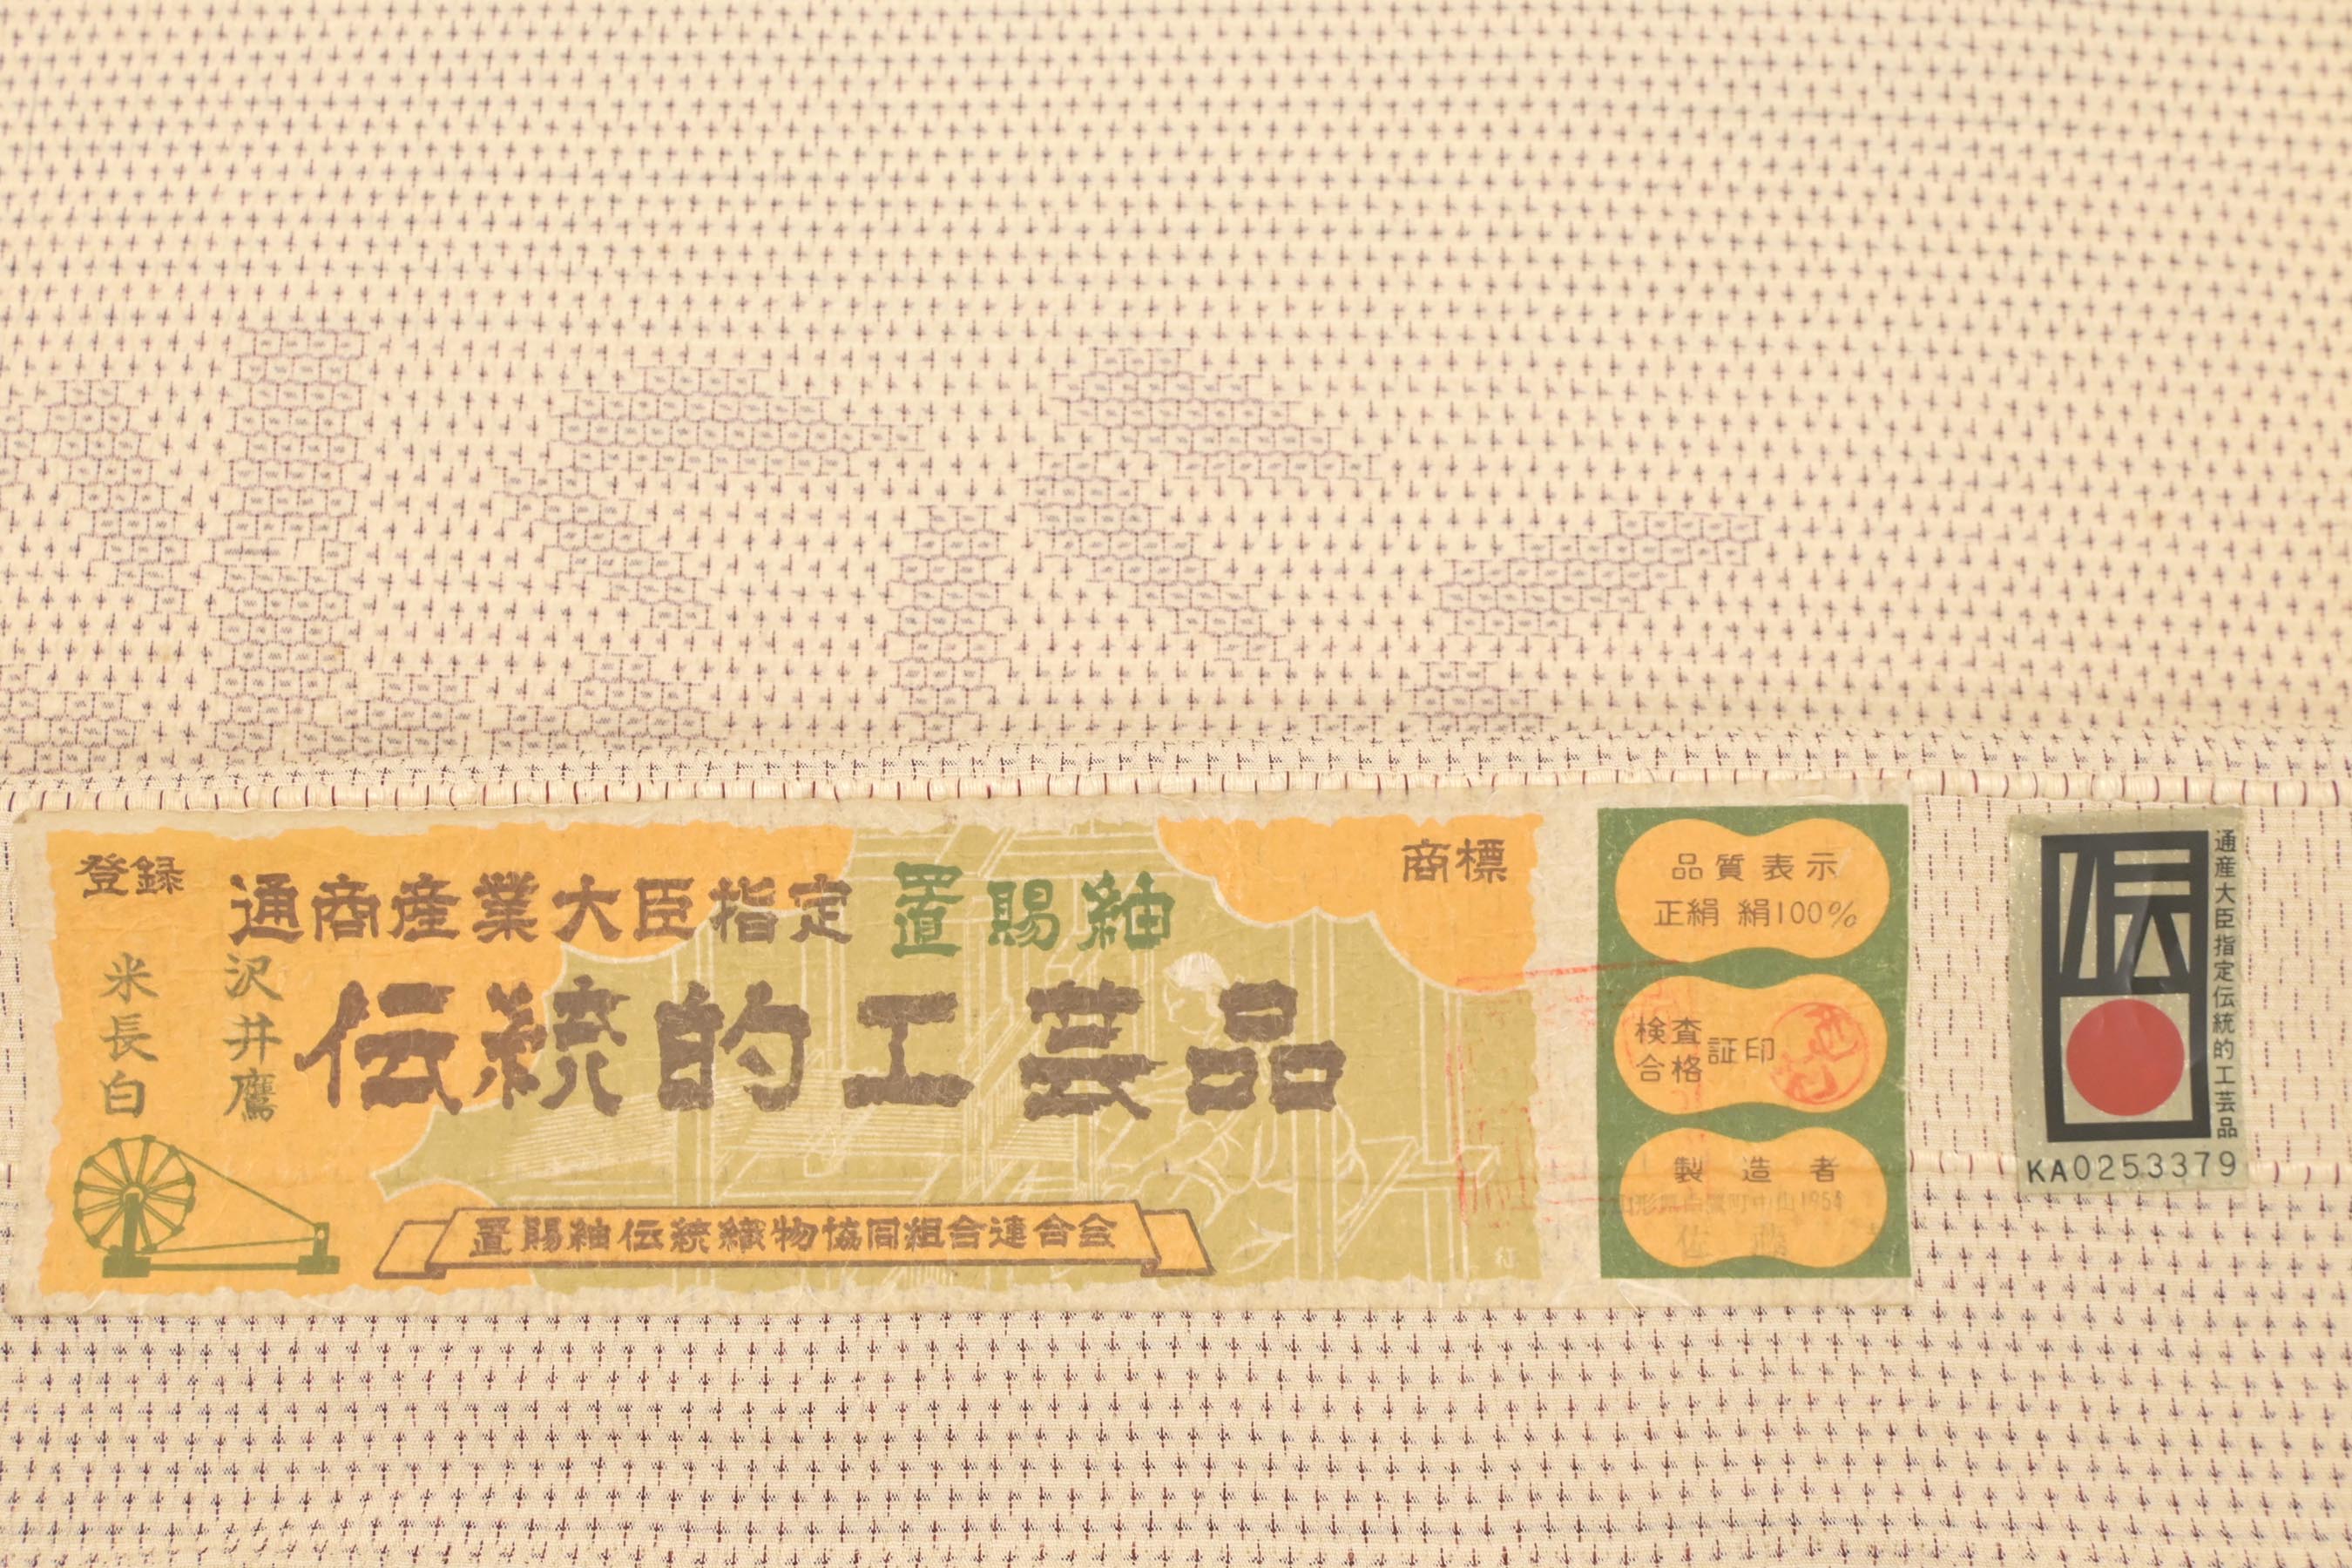 登録
商標
通商産業大臣指定 置賜紬
伝統的工芸品
米沢
長井
白鷹
置賜紬伝統織物協同組合連合会
品質表示
正絹 絹100%
検査
合格
証印
製造者
佐藤
伝
通産大臣指定伝統的工芸品
KA0253379